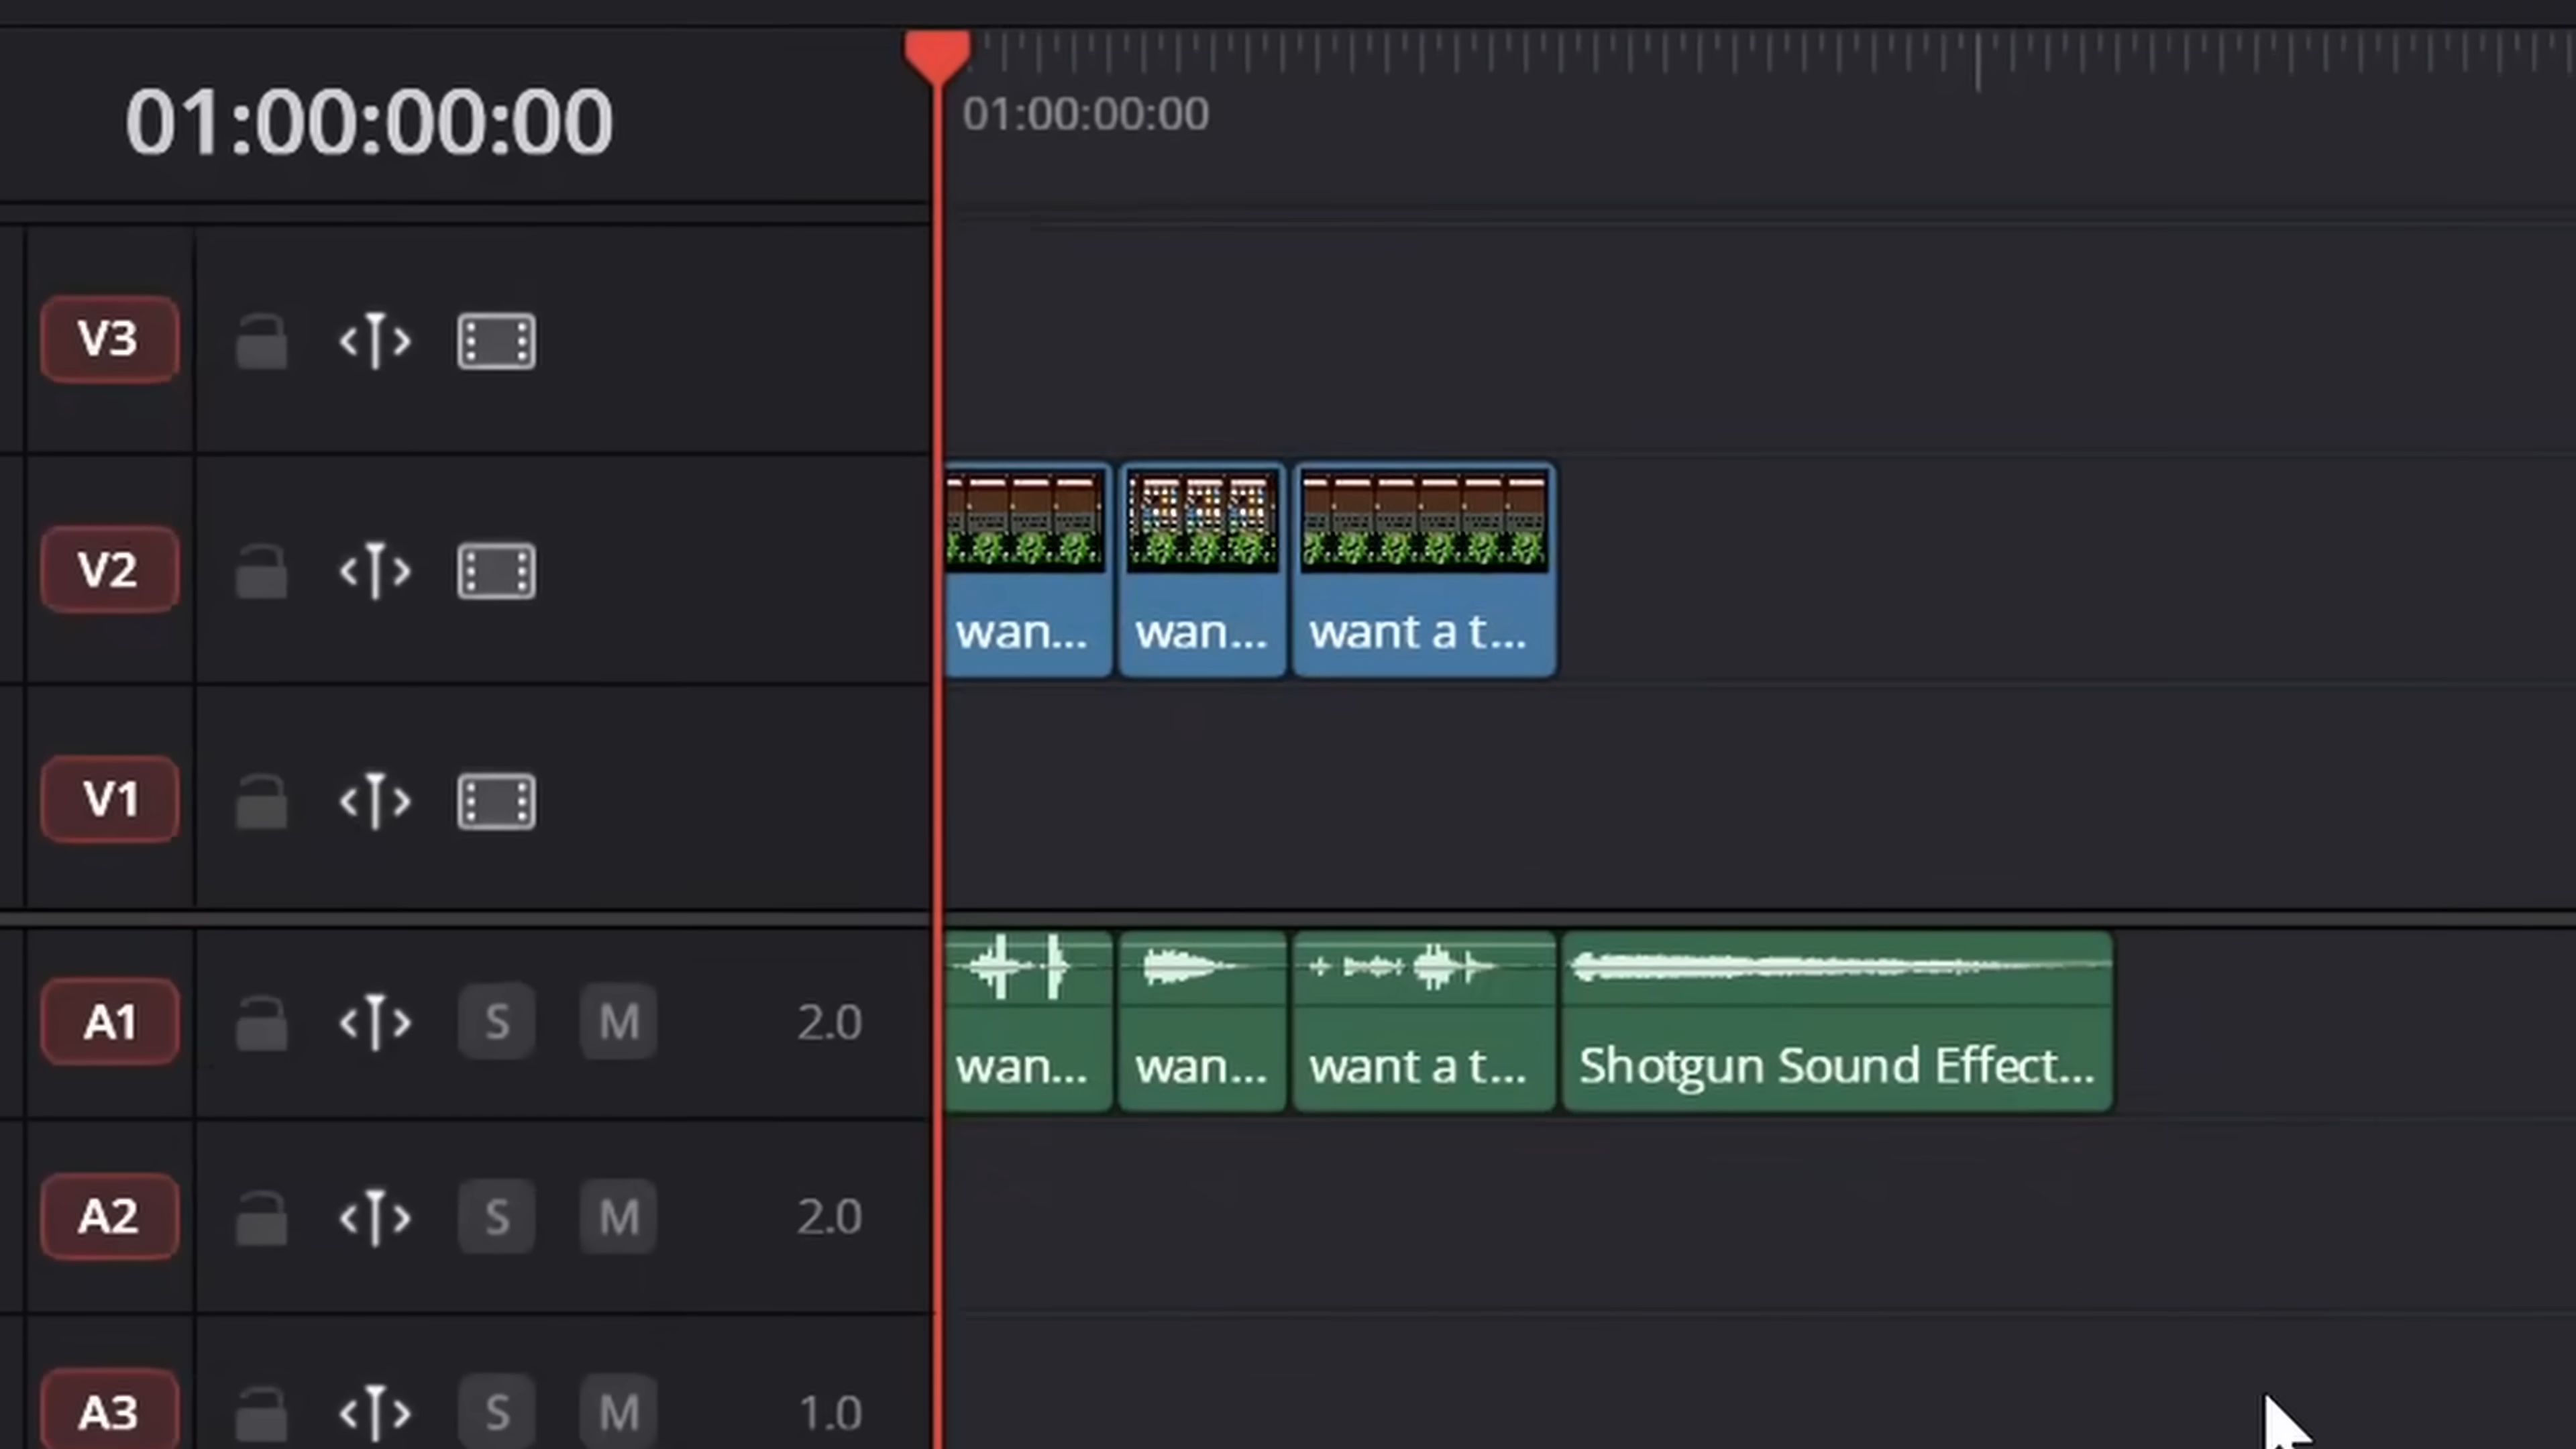 01:00:00:00
01:00:00:00
V3
V2
wan...
wan...
want a t...
V1
A1
S
M
2.0
wan...
wan...
want a t...
Shotgun Sound Effect...
A2
S
M
2.0
A3
S
M
1.0